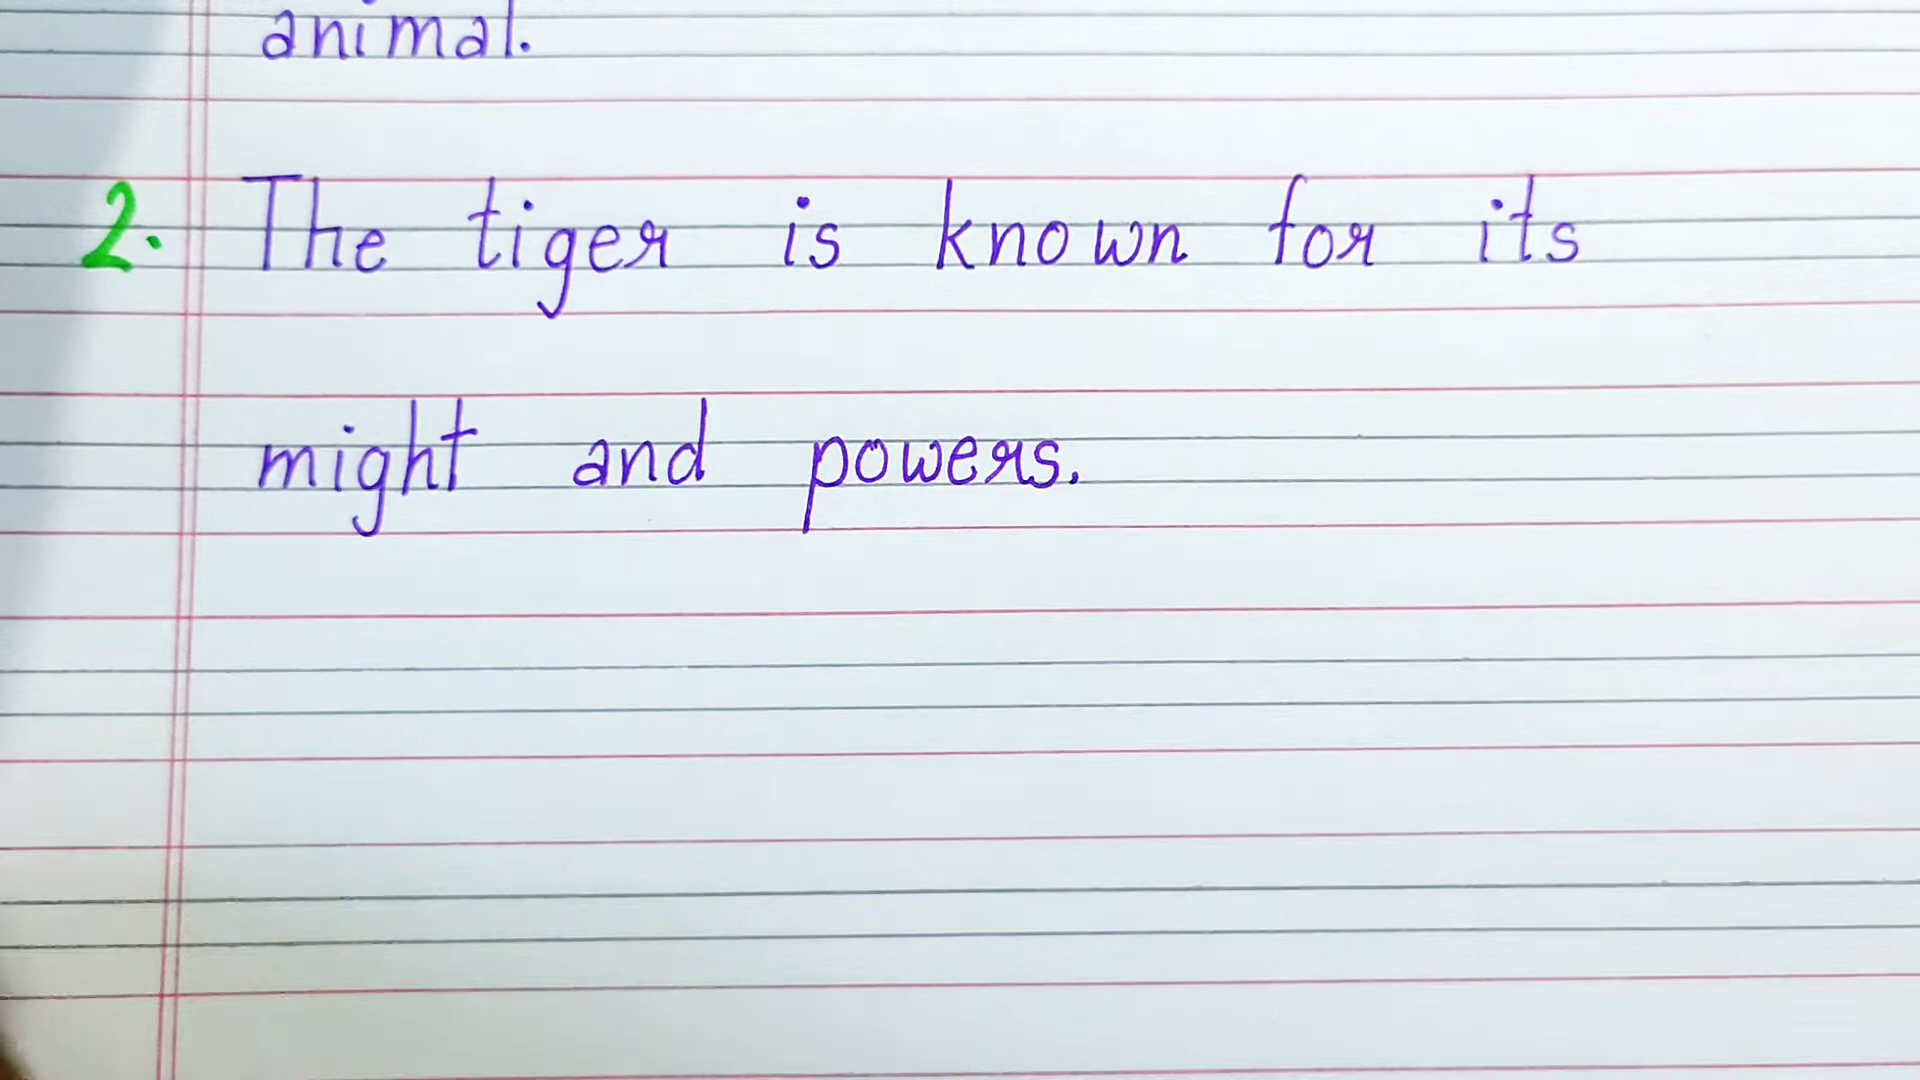 animal.
2. The tiger is known for its
might and powers.